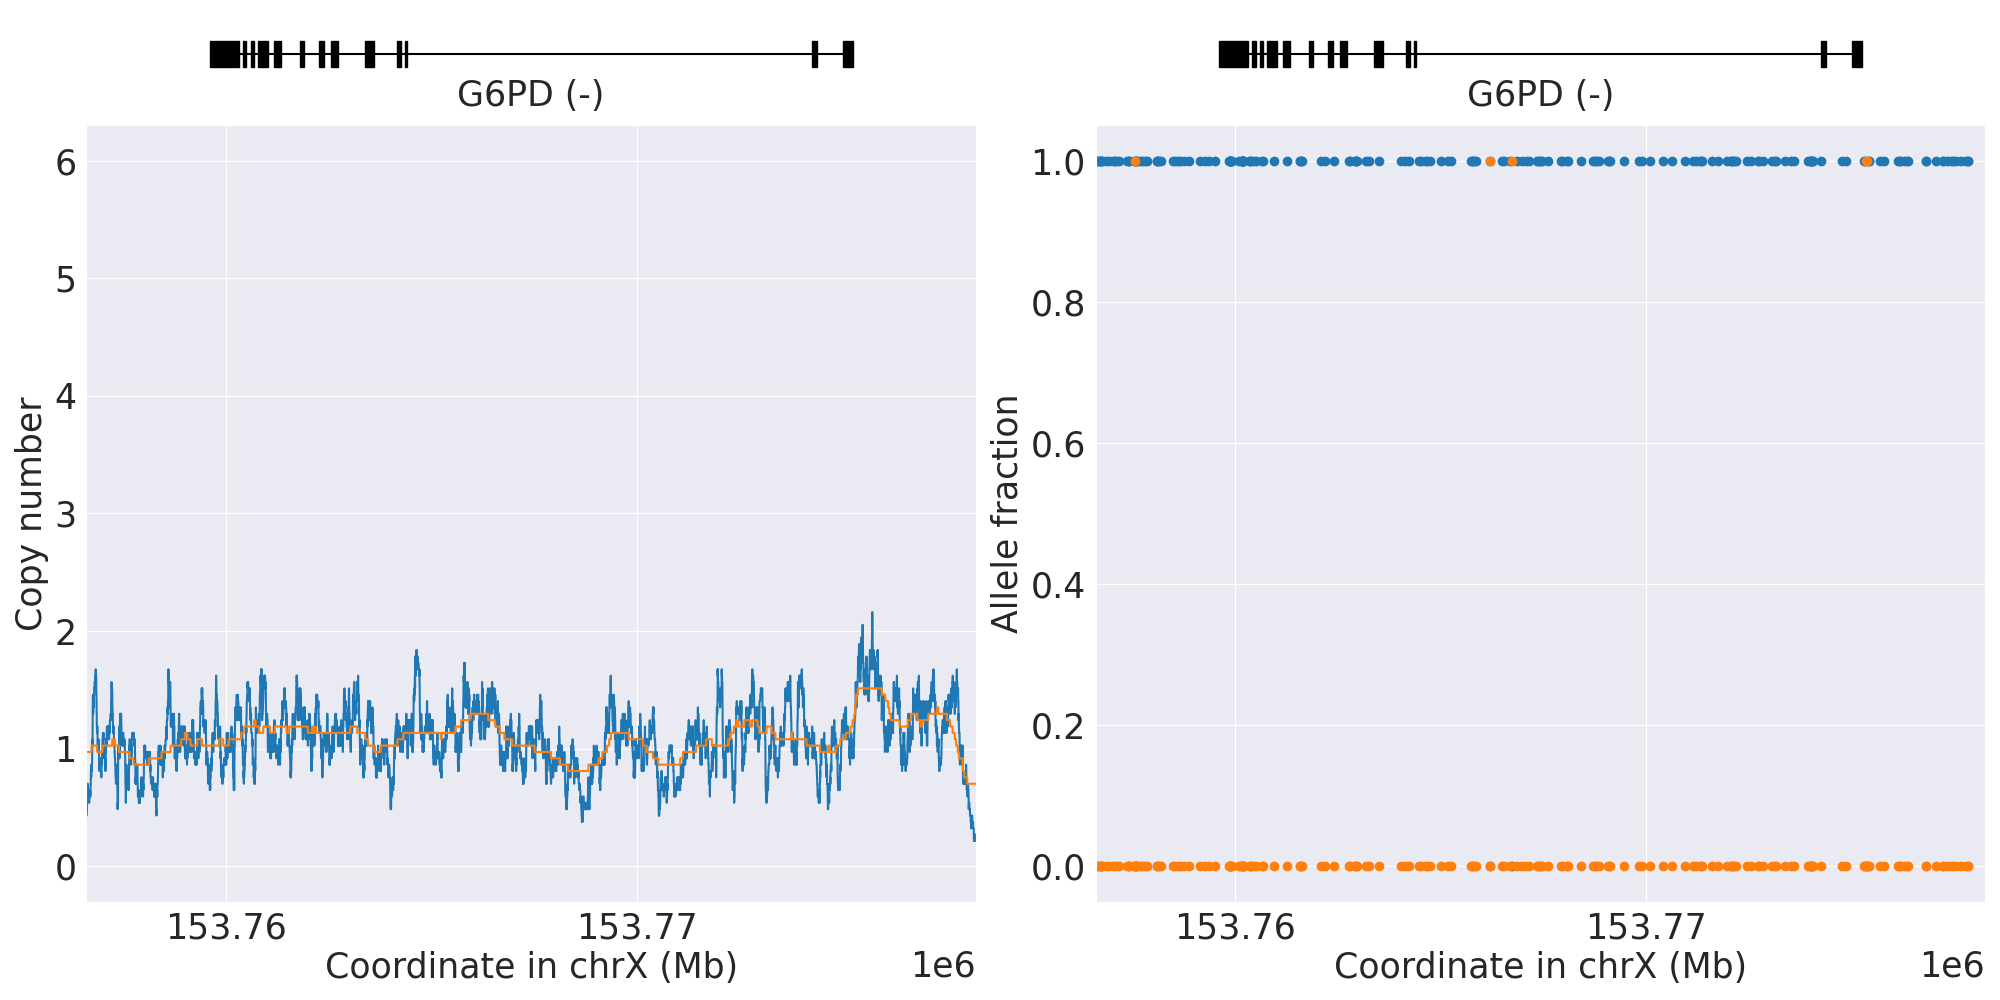 G6PD (-)
6
5
4
3
2
1
0
Copy number
153.76
153.77
Coordinate in chrX (Mb)
1e6
G6PD (-)
1.0
0.8
0.6
0.4
0.2
0.0
Allele fraction
153.76
153.77
Coordinate in chrX (Mb)
1e6